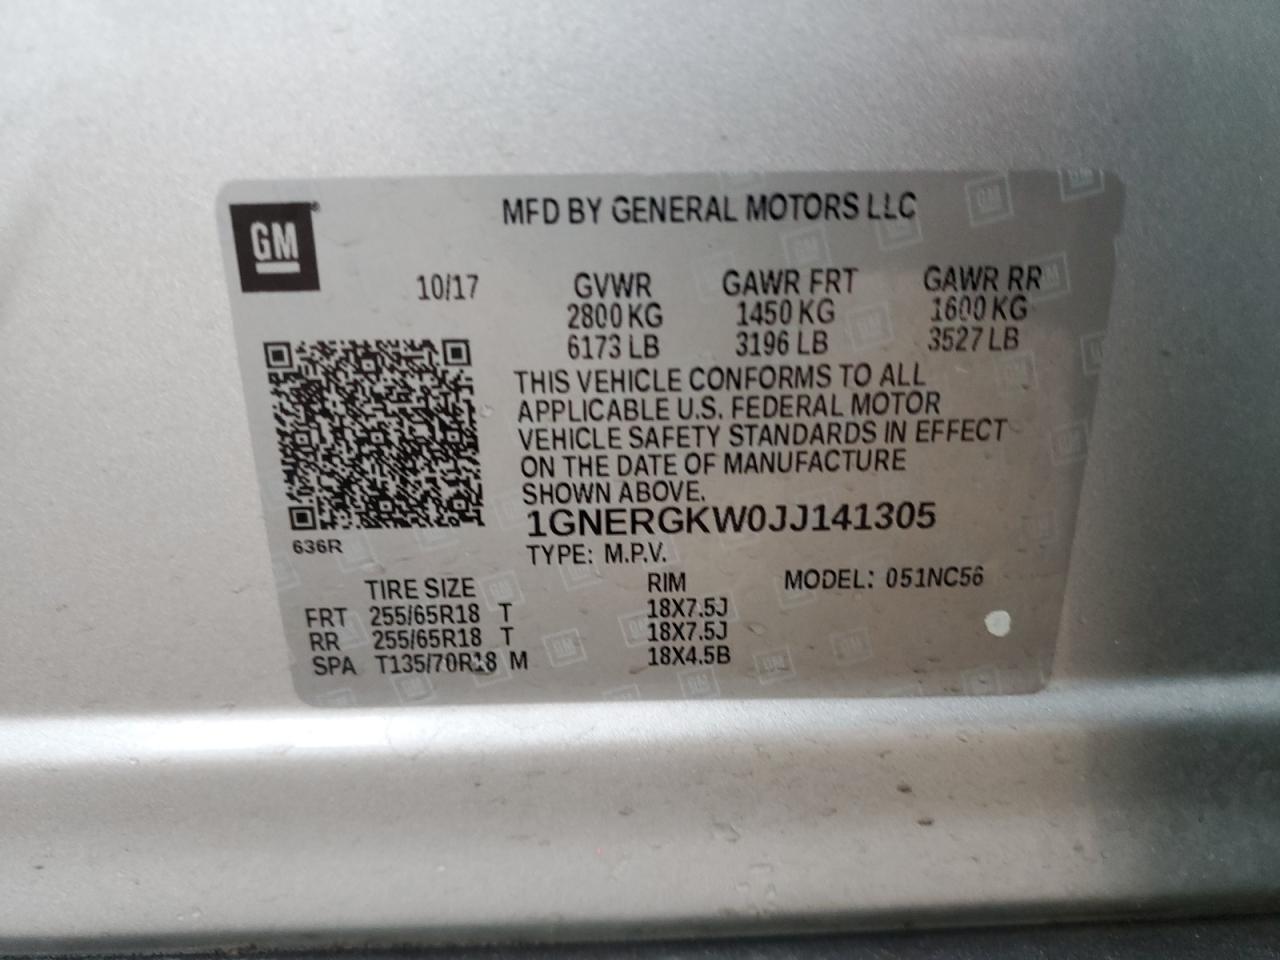 GM
MFD BY GENERAL MOTORS LLC
10/17 GVWR GAWR FRT GAWR RR
2800 KG 1450 KG 1600 KG
6173 LB 3196 LB 3527 LB
THIS VEHICLE CONFORMS TO ALL
APPLICABLE U.S. FEDERAL MOTOR
VEHICLE SAFETY STANDARDS IN EFFECT
ON THE DATE OF MANUFACTURE
SHOWN ABOVE.
1GNERGKW0JJ141305
636R
TYPE: M.P.V.
TIRE SIZE RIM MODEL: 051NC56
FRT 255/65R18 T 18X7.5J
RR 255/65R18 T 18X7.5J
SPA T135/70R18 M 18X4.5B